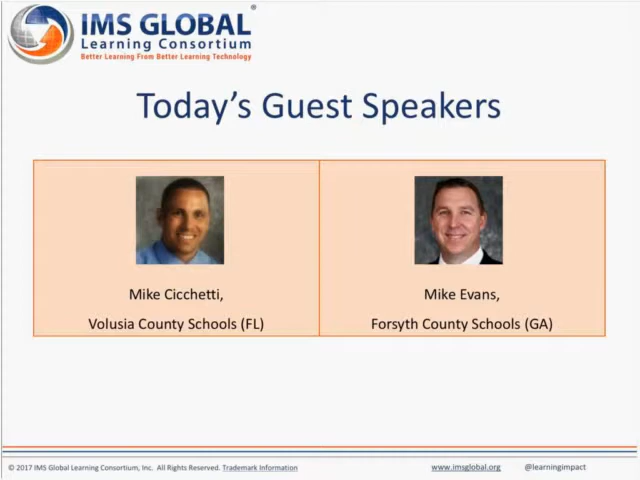 IMS GLOBAL®
Learning Consortium
Better Learning From Better Learning Technology
Today's Guest Speakers
Mike Cicchetti,
Volusia County Schools (FL)
Mike Evans,
Forsyth County Schools (GA)
© 2017 IMS Global Learning Consortium, Inc. All Rights Reserved. Trademark Information
www.imsglobal.org
@learningimpact